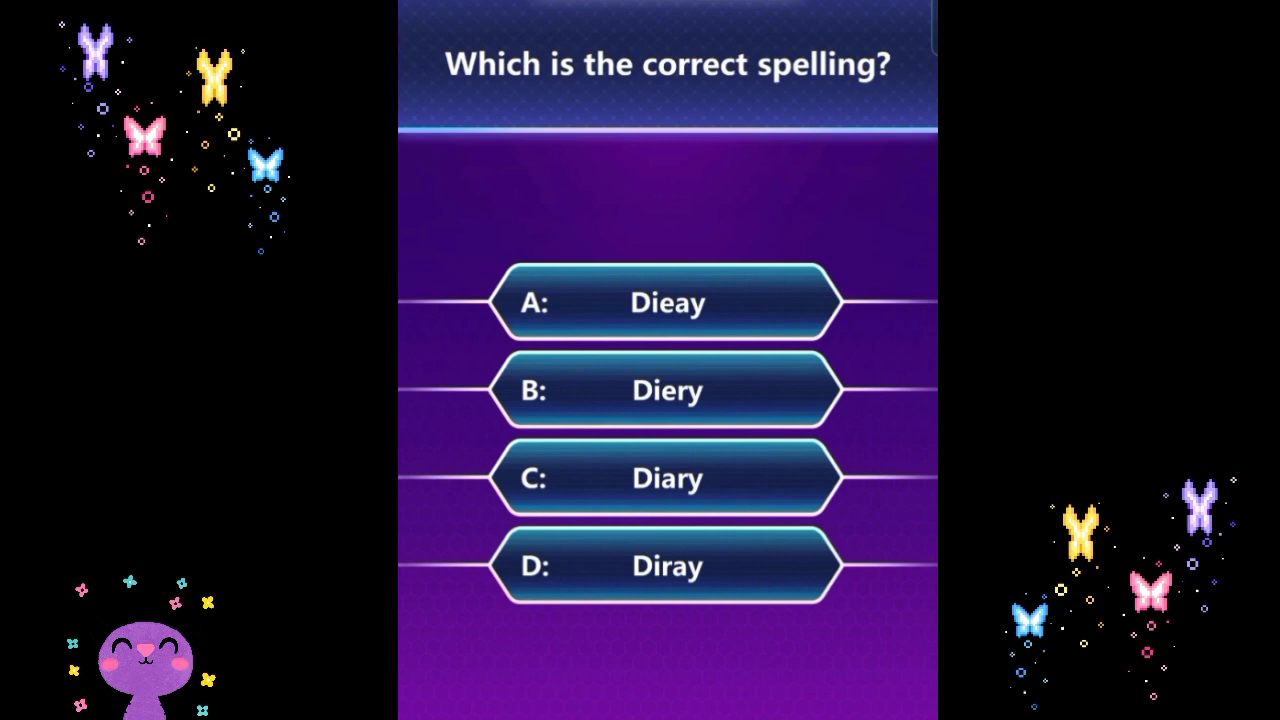 Which is the correct spelling?
A: Dieay
B: Diery
C: Diary
D: Diray